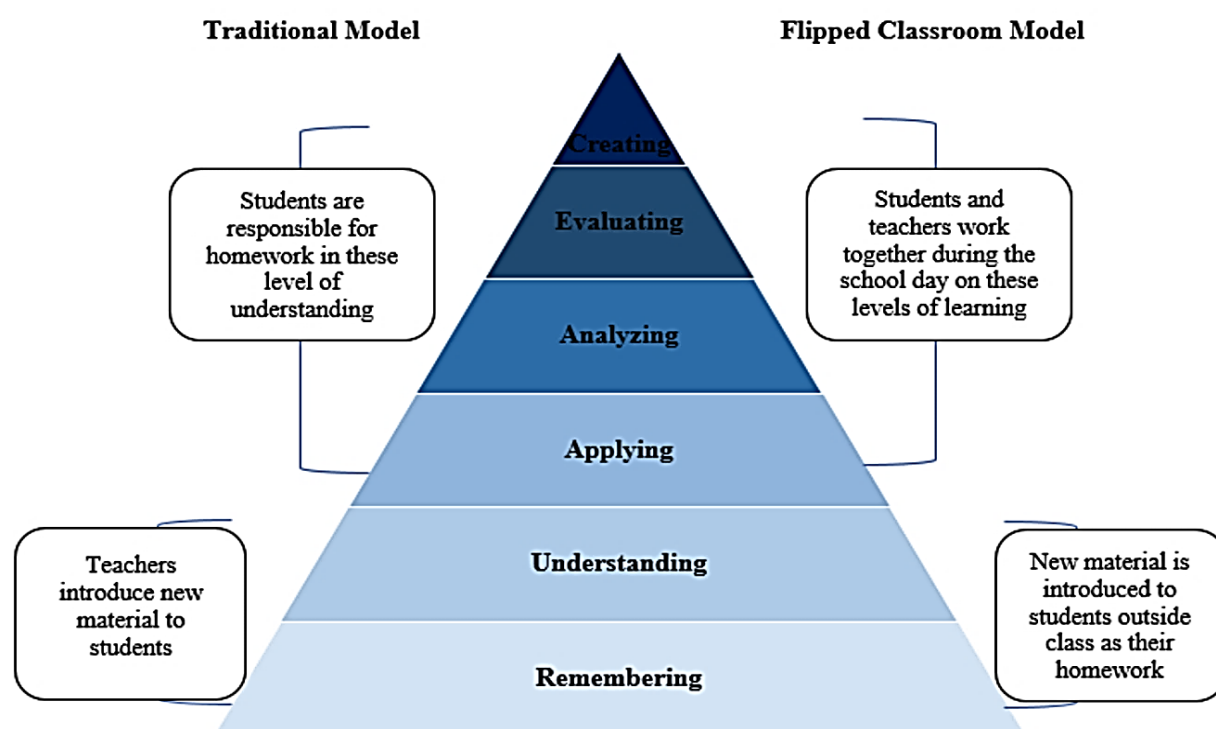 Traditional Model
Flipped Classroom Model
Creating
Students are
responsible for
homework in these
level of
understanding
Evaluating
Students and
teachers work
together during the
school day on these
levels of learning
Analyzing
Applying
Teachers
introduce new
material to
students
Understanding
New material is
introduced to
students outside
class as their
homework
Remembering